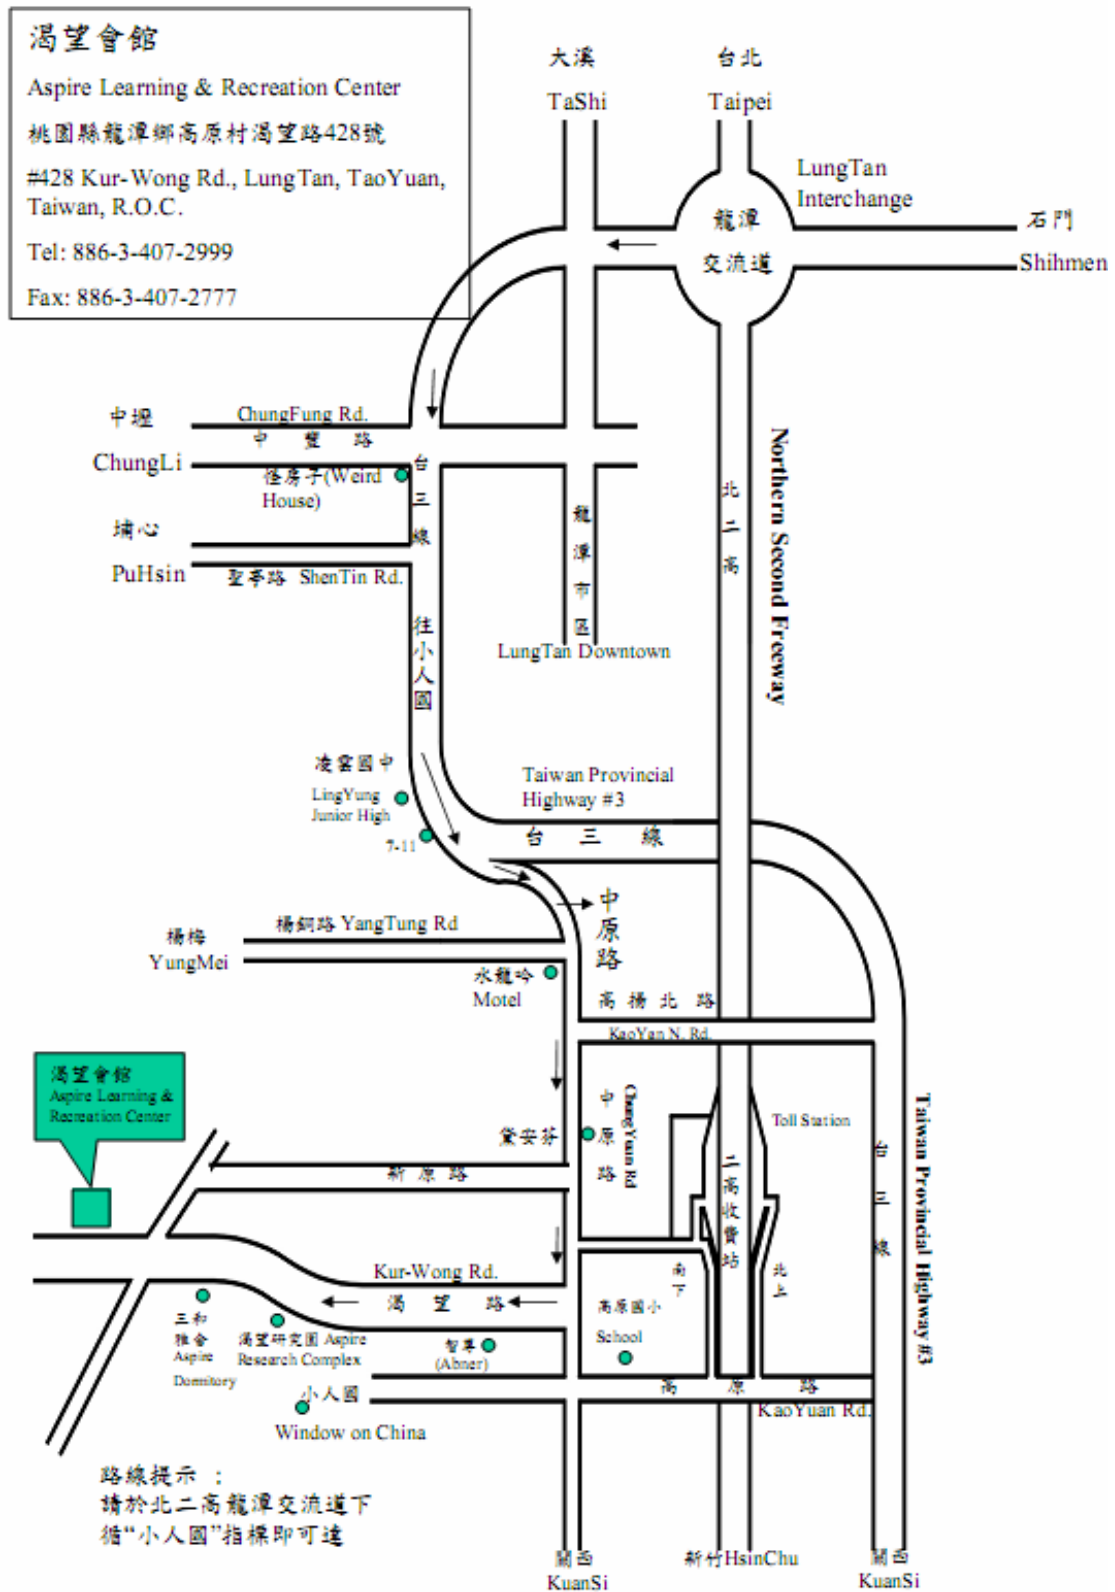 渴望會館
Aspire Learning & Recreation Center
桃園縣龍潭鄉高原村渴望路428號
#428 Kur-Wong Rd., LungTan, TaoYuan,
Taiwan, R.O.C.
Tel: 886-3-407-2999
Fax: 886-3-407-2777
大溪
TaShi
台北
Taipei
LungTan
Interchange
龍潭
交流道
石門
Shihmen
中壢
ChungLi
ChungFung Rd.
中豐路
怪房子(Weird
House)
台三線
埔心
PuHsin
聖亭路 ShenTin Rd.
往小人國
龍潭市區
LungTan Downtown
北二高
Northern Second Freeway
凌雲國中
LingYung
Junior High
7-11
Taiwan Provincial
Highway #3
台三線
中原路
楊銅路 YangTung Rd
楊梅
YungMei
水龍吟
Motel
高揚北路
KaoYan N. Rd.
渴望會館
Aspire Learning &
Recreation Center
黛安芬
中原路
ChungYuan Rd
Toll Station
二高收費站
台三線
Taiwan Provincial Highway #3
新原路
Kur-Wong Rd.
渴望路
南下
北上
高原國小
School
三和
雅舍
Aspire
Dormitory
渴望研究園 Aspire
Research Complex
智尊
(Abner)
小人國
Window on China
高原路
KaoYuan Rd.
路線提示 :
請於北二高龍潭交流道下
循“小人國”指標即可達
關西
KuanSi
新竹HsinChu
關西
KuanSi